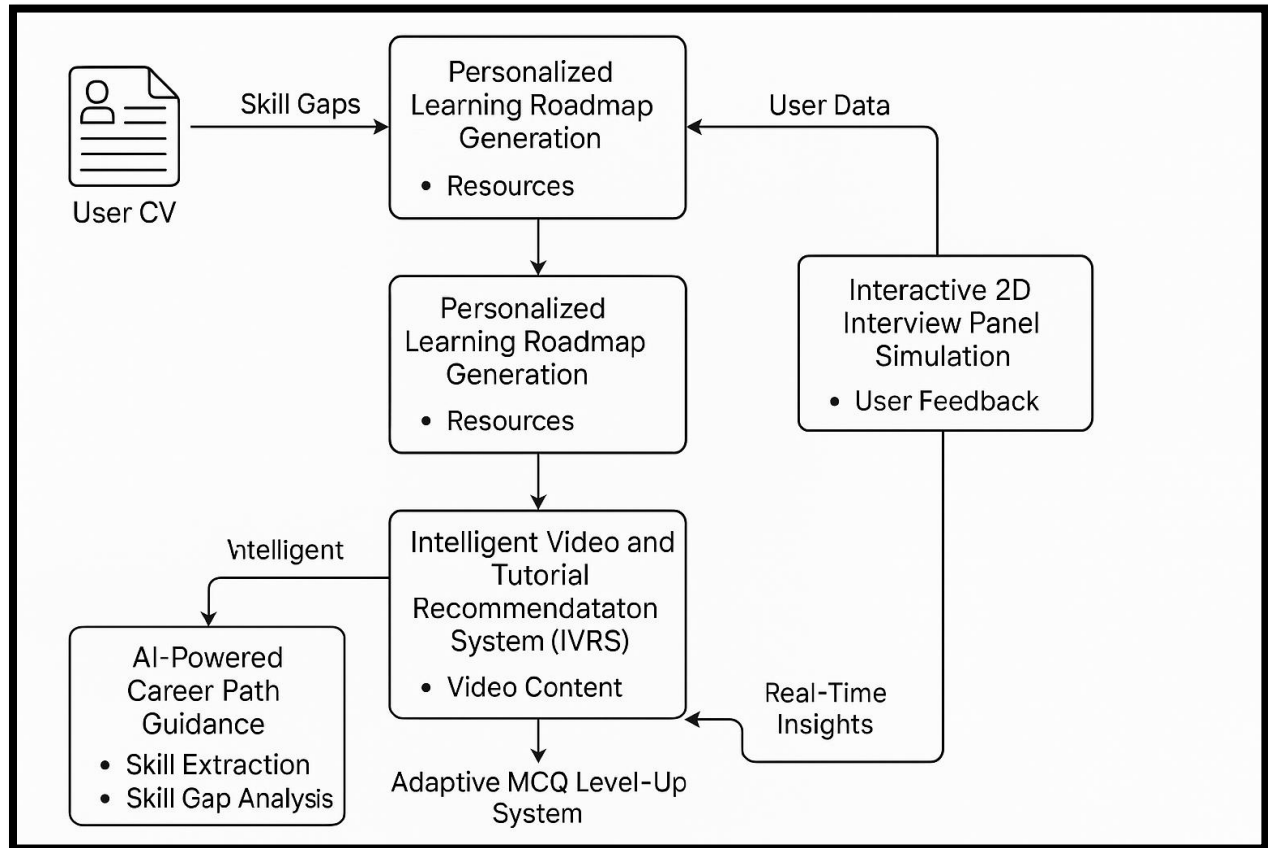 Skill Gaps
User CV
Personalized
Learning Roadmap
Generation
• Resources
User Data
Personalized
Learning Roadmap
Generation
• Resources
Interactive 2D
Interview Panel
Simulation
• User Feedback
Intelligent Video and
Tutorial
Recommendataton
System (IVRS)
• Video Content
Intelligent
AI-Powered
Career Path
Guidance
• Skill Extraction
• Skill Gap Analysis
Real-Time
Insights
Adaptive MCQ Level-Up
System